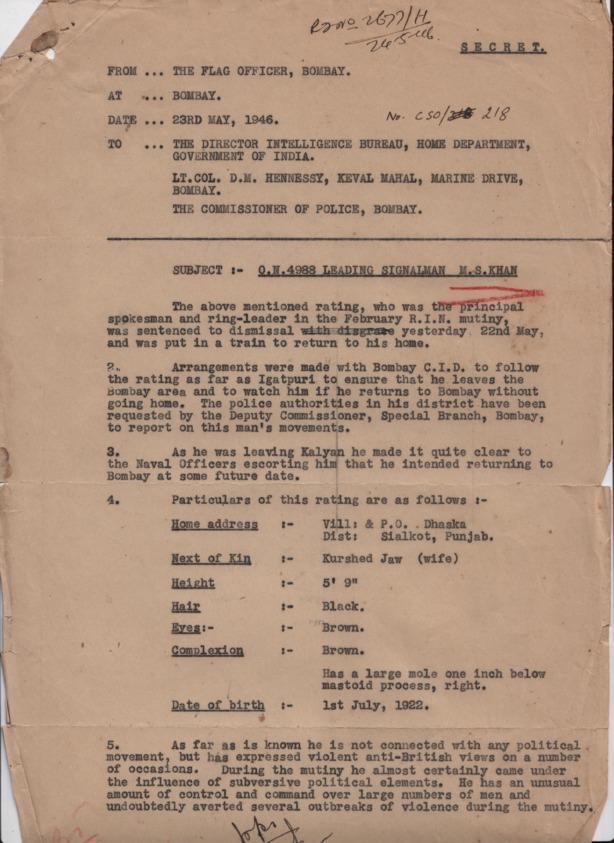 24-5-46
SECRET.
FROM ... THE FLAG OFFICER, BOMBAY.
AT ... BOMBAY.
DATE ... 23RD MAY, 1946. No. CSO/ 218
TO ... THE DIRECTOR INTELLIGENCE BUREAU, HOME DEPARTMENT,
GOVERNMENT OF INDIA.
LT.COL. D.M. HENNESSY, KEVAL MAHAL, MARINE DRIVE,
BOMBAY.
THE COMMISSIONER OF POLICE, BOMBAY.
SUBJECT :- O.N.4988 LEADING SIGNALMAN M.S.KHAN
The above mentioned rating, who was the principal
spokesman and ring-leader in the February R.I.N. mutiny,
was sentenced to dismissal with disgrace yesterday 22nd May,
and was put in a train to return to his home.
2. Arrangements were made with Bombay C.I.D. to follow
the rating as far as Igatpuri to ensure that he leaves the
Bombay area and to watch him if he returns to Bombay without
going home. The police authorities in his district have been
requested by the Deputy Commissioner, Special Branch, Bombay,
to report on this man's movements.
3. As he was leaving Kalyan he made it quite clear to
the Naval Officers escorting him that he intended returning to
Bombay at some future date.
4. Particulars of this rating are as follows :-
Home address :- Vill: & P.O. Dhaska
Dist: Sialkot, Punjab.
Next of Kin :- Kurshed Jaw (wife)
Height :- 5' 9"
Hair :- Black.
Eyes:- :- Brown.
Complexion :- Brown.
Has a large mole one inch below
mastoid process, right.
Date of birth :- 1st July, 1922.
5. As far as is known he is not connected with any political
movement, but has expressed violent anti-British views on a number
of occasions. During the mutiny he almost certainly came under
the influence of subversive political elements. He has an unusual
amount of control and command over large numbers of men and
undoubtedly averted several outbreaks of violence during the mutiny.